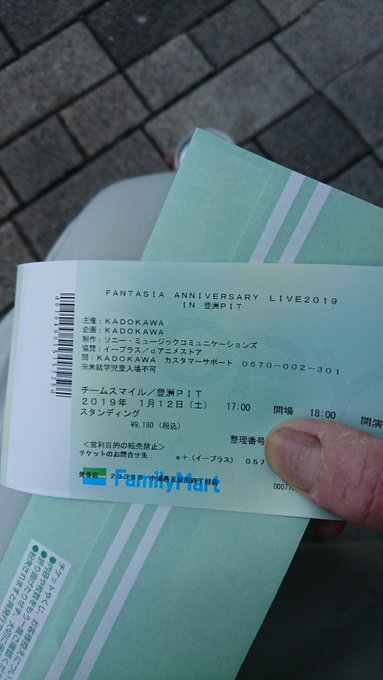 FANTASIA ANNIVERSARY LIVE2019
IN 豊洲PIT
主催：KADOKAWA
企画：KADOKAWA
制作：ソニー・ミュージックコミュニケーションズ
協賛：イープラス／dアニメストア
問：KADOKAWA カスタマーサポート 0570-002-301
※未就学児童入場不可
チームスマイル／豊洲PIT
2019年 1月12日（土） 17:00 開場 18:00 開演
スタンディング
¥9,180（税込）
整理番号
＜営利目的の転売禁止＞
チケットのお問合せ先： e+（イープラス） 057
発券店
FamilyMart